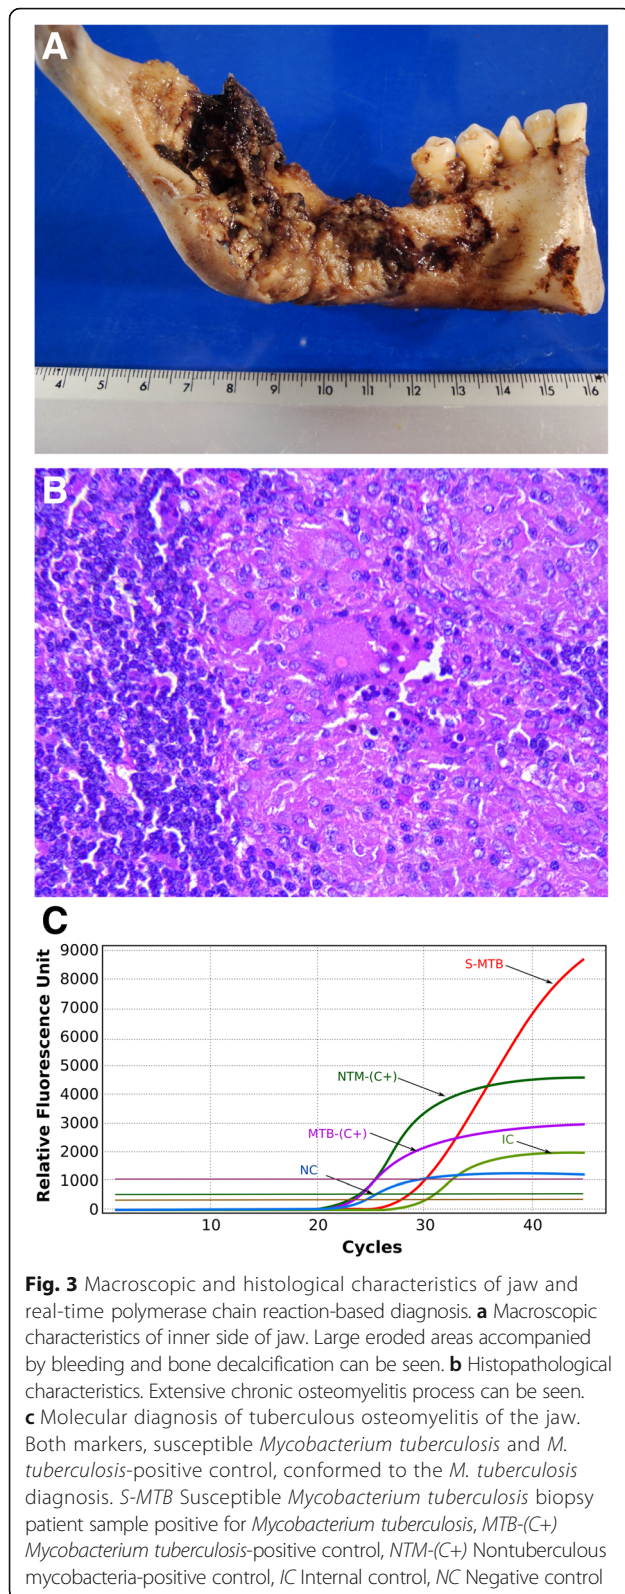 A
4 5 6 7 8 9 10 11 12 13 14 15 16
B
C
9000
8000
7000
6000
5000
4000
3000
2000
1000
0
Relative Fluorescence Unit
S-MTB
NTM-(C+)
MTB-(C+)
IC
NC
10 20 30 40
Cycles
Fig. 3 Macroscopic and histological characteristics of jaw and
real-time polymerase chain reaction-based diagnosis. a Macroscopic
characteristics of inner side of jaw. Large eroded areas accompanied
by bleeding and bone decalcification can be seen. b Histopathological
characteristics. Extensive chronic osteomyelitis process can be seen.
c Molecular diagnosis of tuberculous osteomyelitis of the jaw.
Both markers, susceptible Mycobacterium tuberculosis and M.
tuberculosis-positive control, conformed to the M. tuberculosis
diagnosis. S-MTB Susceptible Mycobacterium tuberculosis biopsy
patient sample positive for Mycobacterium tuberculosis, MTB-(C+)
Mycobacterium tuberculosis-positive control, NTM-(C+) Nontuberculous
mycobacteria-positive control, IC Internal control, NC Negative control